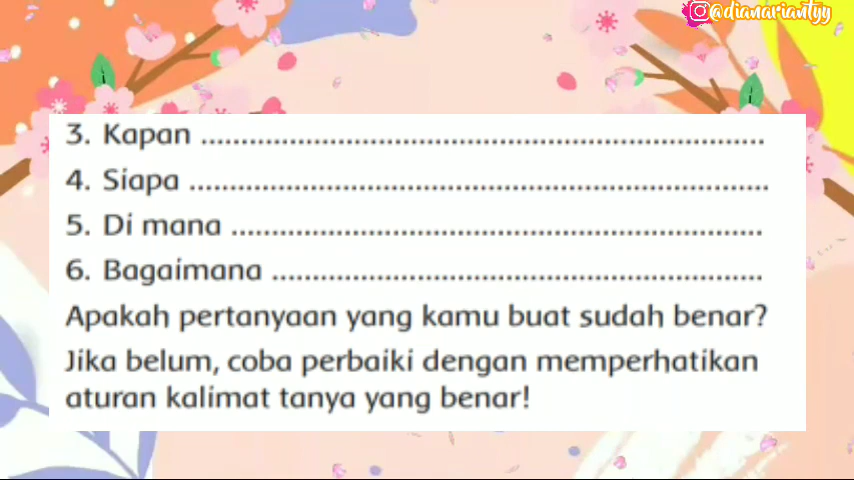 @dianariantyy
3. Kapan ......................................................................
4. Siapa ........................................................................
5. Di mana ..................................................................
6. Bagaimana .............................................................
Apakah pertanyaan yang kamu buat sudah benar?
Jika belum, coba perbaiki dengan memperhatikan
aturan kalimat tanya yang benar!